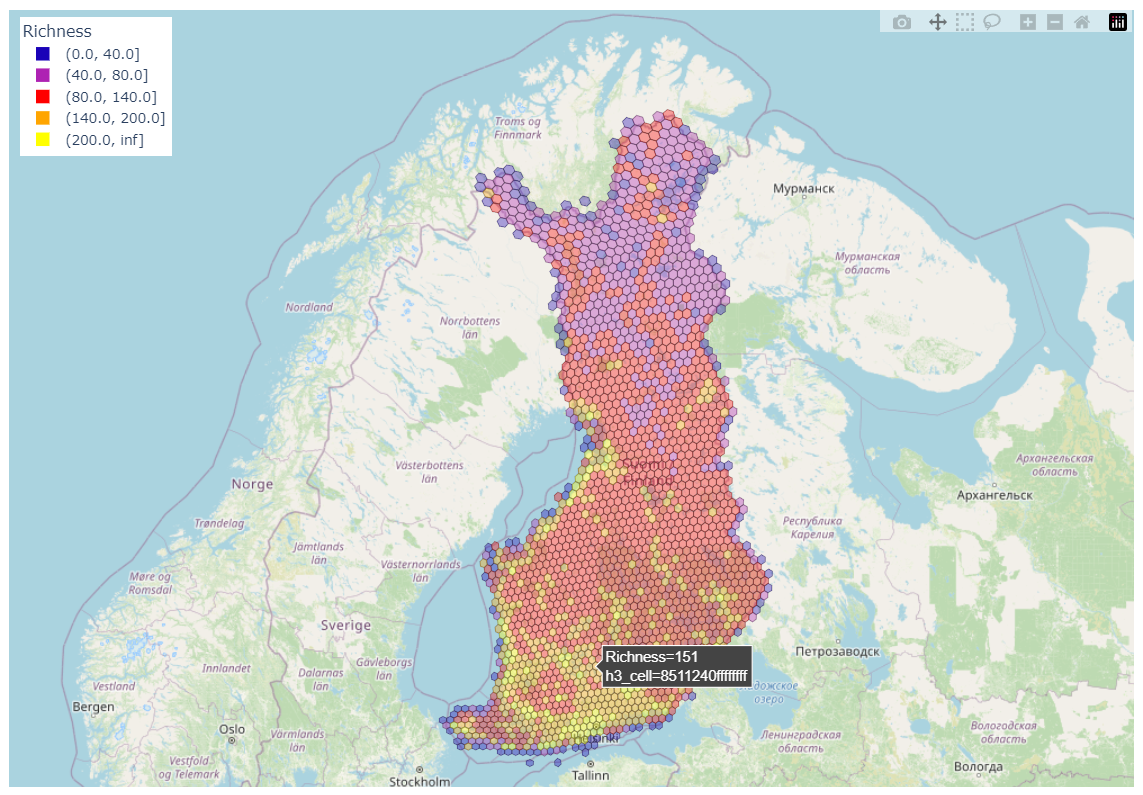 Richness
(0.0, 40.0]
(40.0, 80.0]
(80.0, 140.0]
(140.0, 200.0]
(200.0, inf]
Troms og
Finnmark
Мурманск
Мурманская
область
Nordland
Norrbottens
län
Västerbottens
län
Norge
Архангельская
область
Архангельск
Trøndelag
Республика
Карелия
Jämtlands
län
Västernorrlands
län
Møre og
Romsdal
Sverige
Richness=151
h3_cell=8511240ffffffff
Петрозаводск
Gävleborgs
län
Innlandet
Dalarnas
län
Vestland
озеро
Bergen
Oslo
Värmlands
län
Ленинградская
область
Вологодская
область
Vestfold
og Telemark
Stockholm
Tallinn
Вологда